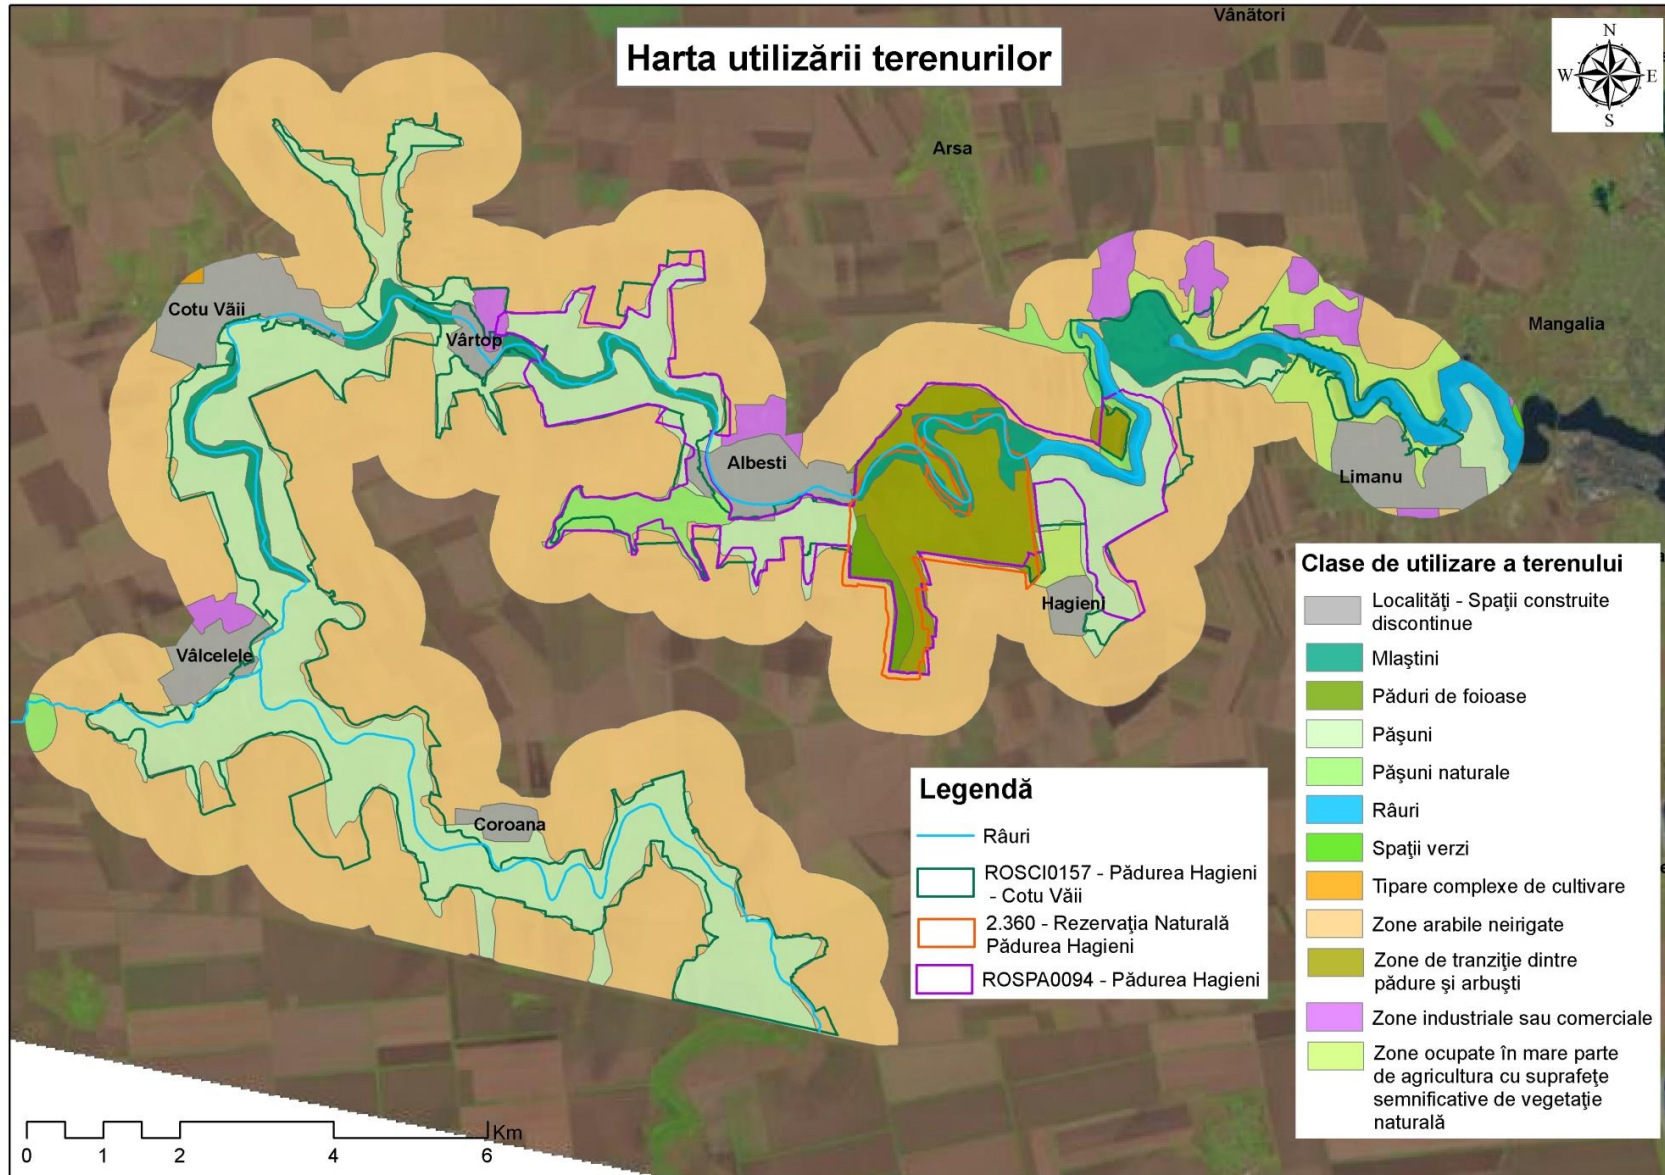 Vânători
Harta utilizării terenurilor
N
W
E
S
Arsa
Cotu Văii
Vârtop
Mangalia
Albesti
Limanu
Hagieni
Vâlcelele
Coroana
Clase de utilizare a terenului
Localităţi - Spaţii construite
discontinue
Mlaştini
Păduri de foioase
Păşuni
Păşuni naturale
Râuri
Spaţii verzi
Tipare complexe de cultivare
Zone arabile neirigate
Zone de tranziţie dintre
pădure şi arbuşti
Zone industriale sau comerciale
Zone ocupate în mare parte
de agricultura cu suprafeţe
semnificative de vegetaţie
naturală
Legendă
Râuri
ROSCI0157 - Pădurea Hagieni
- Cotu Văii
2.360 - Rezervaţia Naturală
Pădurea Hagieni
ROSPA0094 - Pădurea Hagieni
Km
0 1 2 4 6